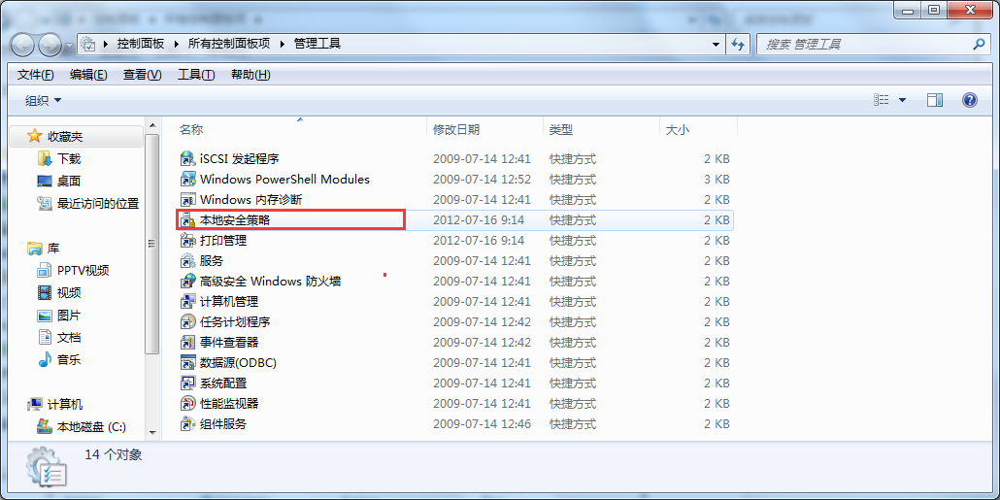 控制面板 ▶ 所有控制面板项 ▶ 管理工具
搜索 管理工具
文件(F) 编辑(E) 查看(V) 工具(T) 帮助(H)
组织
收藏夹
下载
桌面
最近访问的位置
库
PPTV视频
视频
图片
文档
音乐
计算机
本地磁盘 (C:)
名称 修改日期 类型 大小
iSCSI 发起程序 2009-07-14 12:41 快捷方式 2 KB
Windows PowerShell Modules 2009-07-14 12:52 快捷方式 3 KB
Windows 内存诊断 2009-07-14 12:41 快捷方式 2 KB
本地安全策略 2012-07-16 9:14 快捷方式 2 KB
打印管理 2012-07-16 9:14 快捷方式 2 KB
服务 2009-07-14 12:41 快捷方式 2 KB
高级安全 Windows 防火墙 2009-07-14 12:41 快捷方式 2 KB
计算机管理 2009-07-14 12:41 快捷方式 2 KB
任务计划程序 2009-07-14 12:42 快捷方式 2 KB
事件查看器 2009-07-14 12:42 快捷方式 2 KB
数据源(ODBC) 2009-07-14 12:41 快捷方式 2 KB
系统配置 2009-07-14 12:41 快捷方式 2 KB
性能监视器 2009-07-14 12:41 快捷方式 2 KB
组件服务 2009-07-14 12:46 快捷方式 2 KB
14 个对象